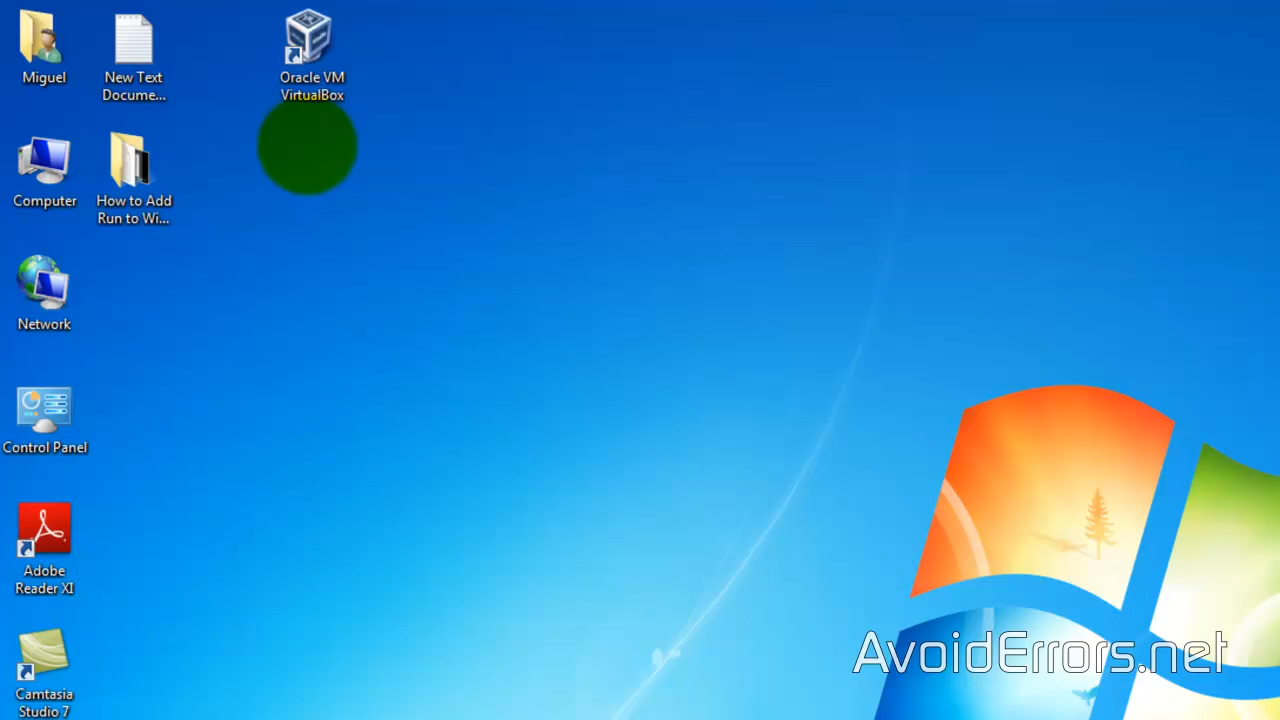 Miguel
New Text
Docume...
Oracle VM
VirtualBox
Computer
How to Add
Run to Wi...
Network
Control Panel
Adobe
Reader XI
Camtasia
Studio 7
AvoidErrors.net